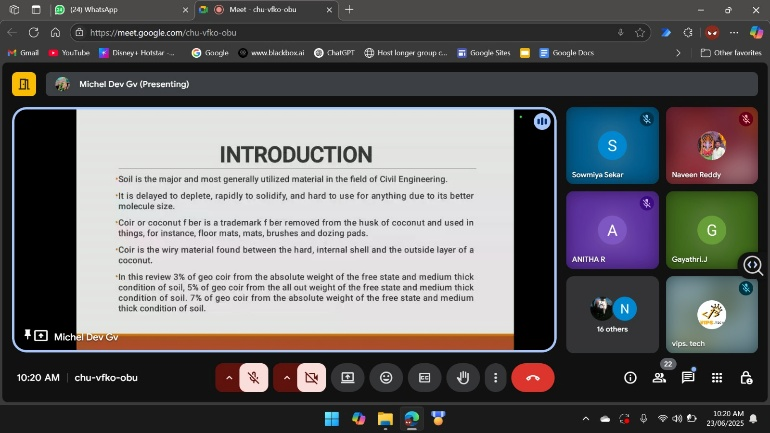 (24) WhatsApp
Meet - chu-vfko-obu
https://meet.google.com/chu-vfko-obu
Gmail
YouTube
Disney+ Hotstar -...
Google
www.blackbox.ai
ChatGPT
Host longer group c...
Google Sites
Google Docs
Other favorites
Michel Dev Gv (Presenting)
INTRODUCTION
•Soil is the major and most generally utilized material in the field of Civil Engineering.
•It is delayed to deplete, rapidly to solidify, and hard to use for anything due to its better
molecule size.
•Coir or coconut f ber is a trademark f ber removed from the husk of coconut and used in
things, for instance, floor mats, mats, brushes and dozing pads.
•Coir is the wiry material found between the hard, internal shell and the outside layer of a
coconut.
•In this review 3% of geo coir from the absolute weight of the free state and medium thick
condition of soil, 5% of geo coir from the all out weight of the free state and medium thick
condition of soil. 7% of geo coir from the absolute weight of the free state and medium
thick condition of soil.
Michel Dev Gv
S
Sowmiya Sekar
Naveen Reddy
A
ANITHA R
G
Gayathri.J
N
16 others
VIPS.TECH
vips. tech
10:20 AM | chu-vfko-obu
CC
22
10:20 AM
23/06/2025